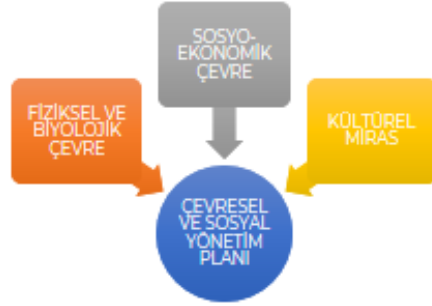 SOSYO-
EKONOMİK
ÇEVRE
FİZİKSEL VE
BİYOLOJİK
ÇEVRE
KÜLTÜREL
MİRAS
ÇEVRESEL
VE SOSYAL
YÖNETİM
PLANI